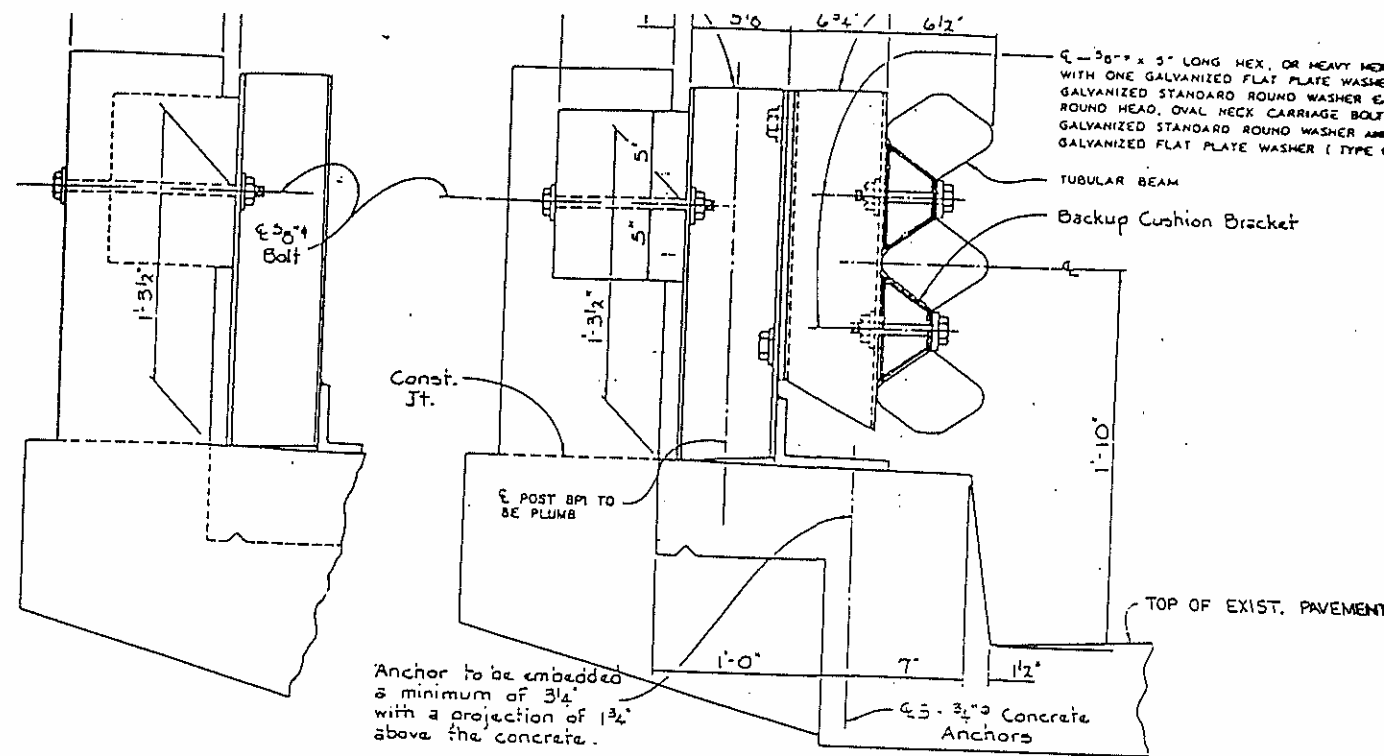 5⅛" 6¾" 6½"
℄ - ⅝"ᵠ x 5" LONG HEX, OR HEAVY HEX
WITH ONE GALVANIZED FLAT PLATE WASHE
GALVANIZED STANDARD ROUND WASHER
ROUND HEAD, OVAL NECK CARRIAGE BOLT
GALVANIZED STANDARD ROUND WASHER AND
GALVANIZED FLAT PLATE WASHER ( TYPE
TUBULAR BEAM
Backup Cushion Bracket
℄
℄ ⅝"ᵠ
Bolt
5"
5"
1'-3½"
1'-3½"
Const.
Jt.
1'-10"
℄ POST BPI TO
BE PLUMB
TOP OF EXIST. PAVEMENT
1'-0" 7" 1½"
Anchor to be embedded
a minimum of 3¼"
with a projection of 1¾"
above the concrete.
℄ 5 - ¾"ᵠ Concrete
Anchors